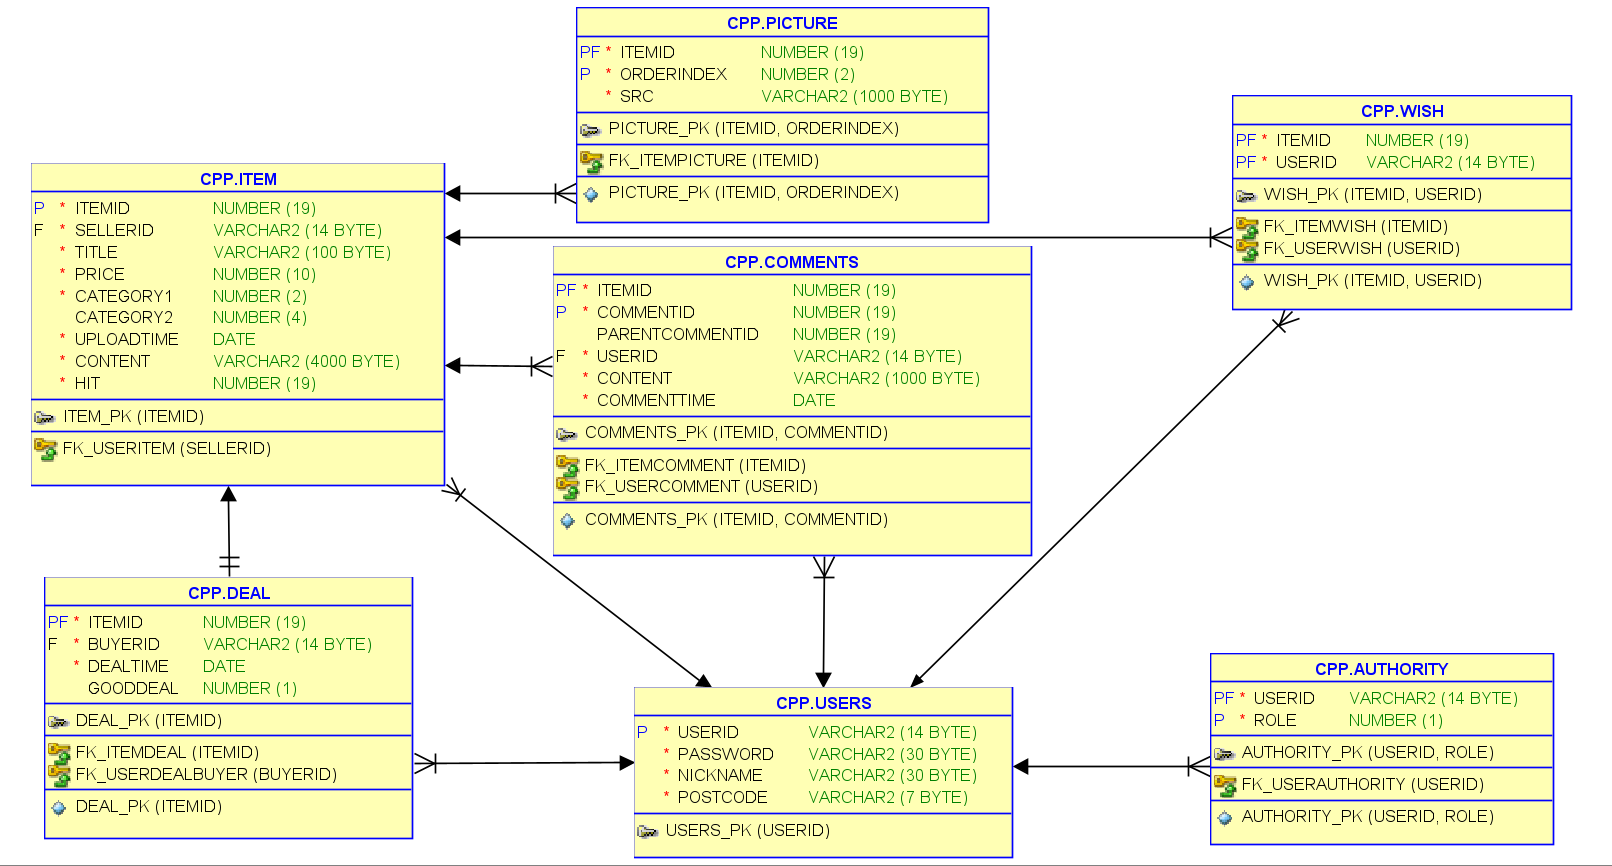 CPP.PICTURE
PF * ITEMID NUMBER (19)
P * ORDERINDEX NUMBER (2)
* SRC VARCHAR2 (1000 BYTE)
PICTURE_PK (ITEMID, ORDERINDEX)
FK_ITEMPICTURE (ITEMID)
PICTURE_PK (ITEMID, ORDERINDEX)
CPP.WISH
PF * ITEMID NUMBER (19)
PF * USERID VARCHAR2 (14 BYTE)
WISH_PK (ITEMID, USERID)
FK_ITEMWISH (ITEMID)
FK_USERWISH (USERID)
WISH_PK (ITEMID, USERID)
CPP.ITEM
P * ITEMID NUMBER (19)
F * SELLERID VARCHAR2 (14 BYTE)
* TITLE VARCHAR2 (100 BYTE)
* PRICE NUMBER (10)
* CATEGORY1 NUMBER (2)
CATEGORY2 NUMBER (4)
* UPLOADTIME DATE
* CONTENT VARCHAR2 (4000 BYTE)
* HIT NUMBER (19)
ITEM_PK (ITEMID)
FK_USERITEM (SELLERID)
CPP.COMMENTS
PF * ITEMID NUMBER (19)
P * COMMENTID NUMBER (19)
PARENTCOMMENTID NUMBER (19)
F * USERID VARCHAR2 (14 BYTE)
* CONTENT VARCHAR2 (1000 BYTE)
* COMMENTTIME DATE
COMMENTS_PK (ITEMID, COMMENTID)
FK_ITEMCOMMENT (ITEMID)
FK_USERCOMMENT (USERID)
COMMENTS_PK (ITEMID, COMMENTID)
CPP.DEAL
PF * ITEMID NUMBER (19)
F * BUYERID VARCHAR2 (14 BYTE)
* DEALTIME DATE
GOODDEAL NUMBER (1)
DEAL_PK (ITEMID)
FK_ITEMDEAL (ITEMID)
FK_USERDEALBUYER (BUYERID)
DEAL_PK (ITEMID)
CPP.USERS
P * USERID VARCHAR2 (14 BYTE)
* PASSWORD VARCHAR2 (30 BYTE)
* NICKNAME VARCHAR2 (30 BYTE)
* POSTCODE VARCHAR2 (7 BYTE)
USERS_PK (USERID)
CPP.AUTHORITY
PF * USERID VARCHAR2 (14 BYTE)
P * ROLE NUMBER (1)
AUTHORITY_PK (USERID, ROLE)
FK_USERAUTHORITY (USERID)
AUTHORITY_PK (USERID, ROLE)